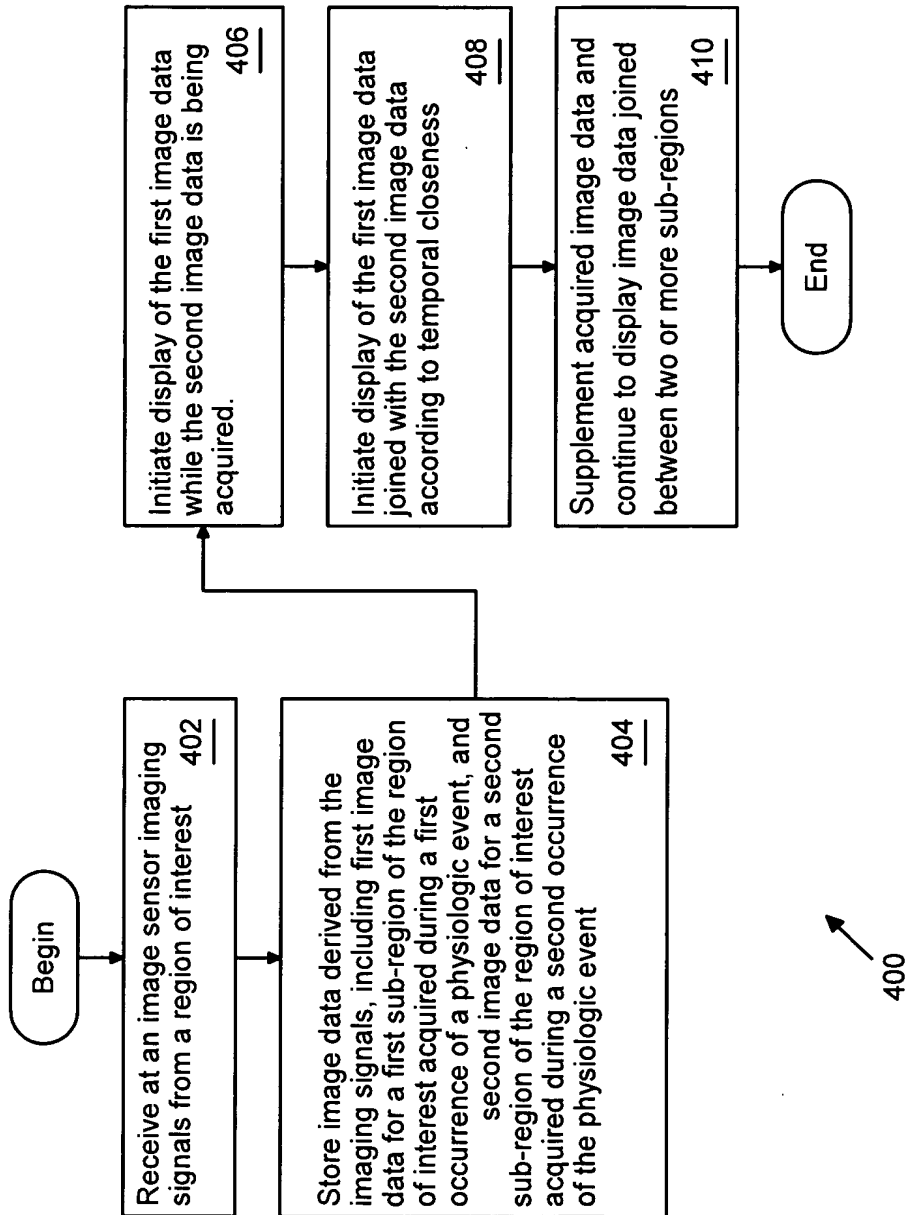 Begin
Receive at an image sensor imaging
signals from a region of interest
402
Store image data derived from the
imaging signals, including first image
data for a first sub-region of the region
of interest acquired during a first
occurrence of a physiologic event, and
second image data for a second
sub-region of the region of interest
acquired during a second occurrence
of the physiologic event
404
Initiate display of the first image data
while the second image data is being
acquired.
406
Initiate display of the first image data
joined with the second image data
according to temporal closeness
408
Supplement acquired image data and
continue to display image data joined
between two or more sub-regions
410
End
400